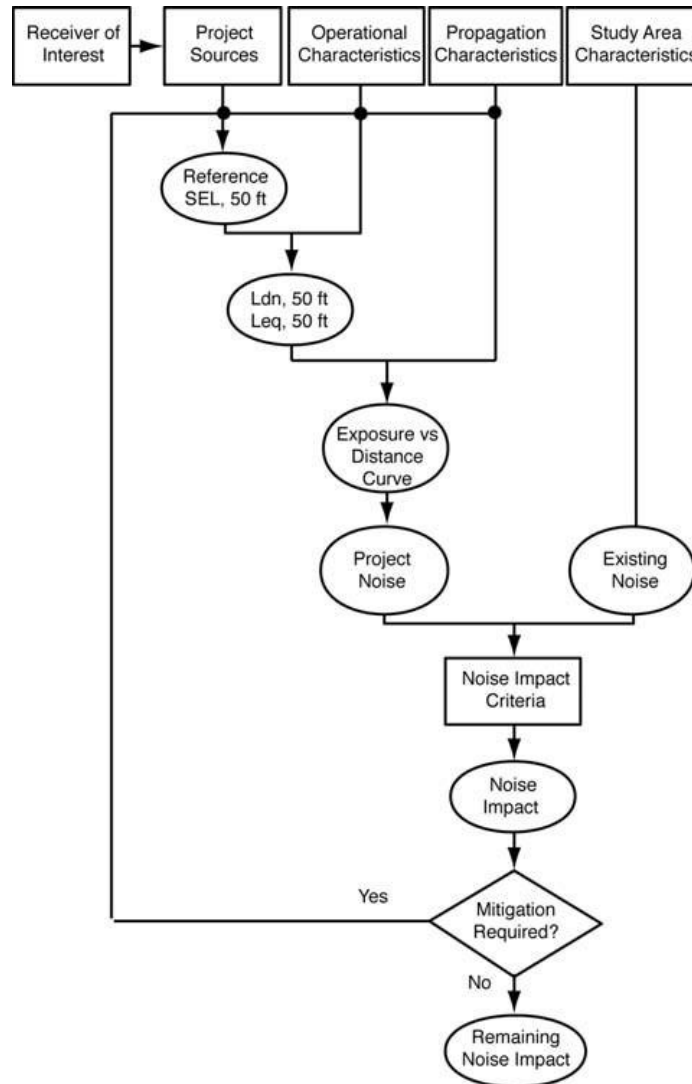 Receiver of
Interest
Project
Sources
Operational
Characteristics
Propagation
Characteristics
Study Area
Characteristics
Reference
SEL, 50 ft
Ldn, 50 ft
Leq, 50 ft
Exposure vs
Distance
Curve
Project
Noise
Existing
Noise
Noise Impact
Criteria
Noise
Impact
Yes
Mitigation
Required?
No
Remaining
Noise Impact